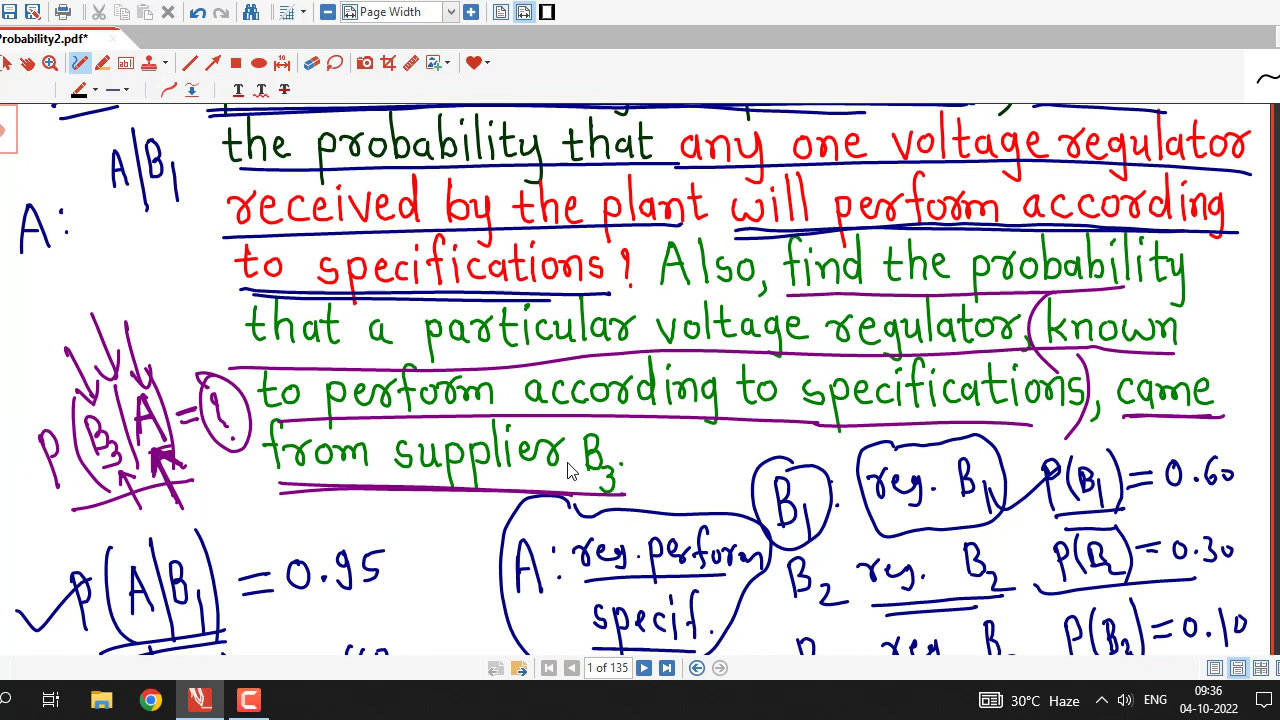 Page Width
Probability2.pdf*
the probability that any one voltage regulator
A|B1
received by the plant will perform according
A:
to specifications? Also, find the probability
that a particular voltage regulator, known
to perform according to specifications, came
P(B3|A) = ?
from supplier B3.
B1: reg. B1 P(B1) = 0.60
A: reg. perform
specif.
P(A|B1) = 0.95
B2 reg. B2 P(B2) = 0.30
reg. P(B3) = 0.10
1 of 135
30°C Haze
ENG
09:36
04-10-2022